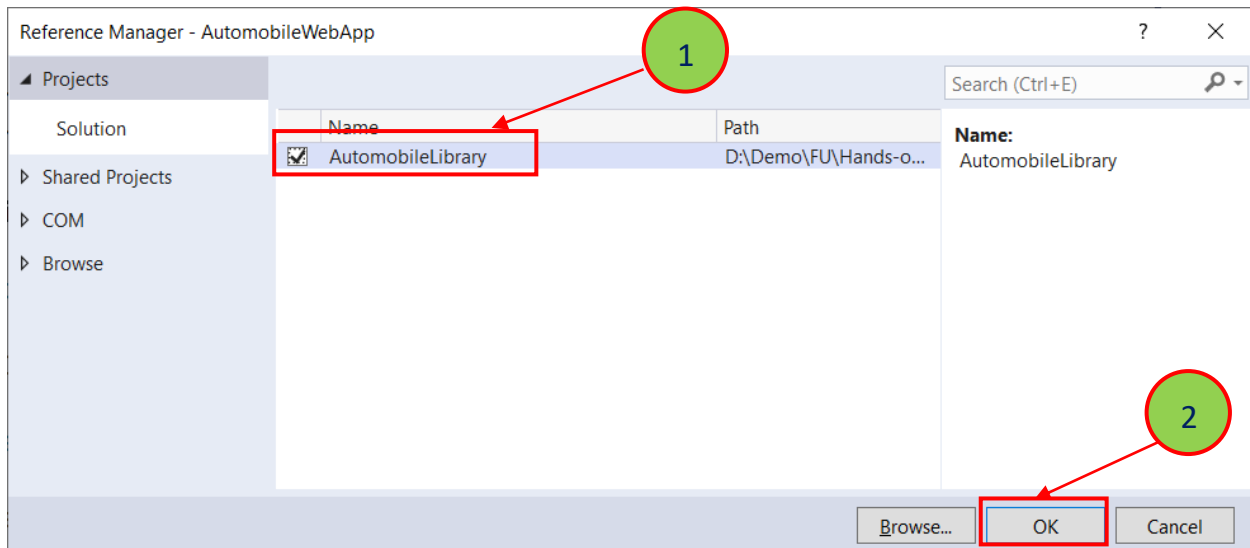 Reference Manager - AutomobileWebApp ? ×
1
Projects
Search (Ctrl+E)
Solution
Name Path
Name:
AutomobileLibrary D:\Demo\FU\Hands-o...
AutomobileLibrary
Shared Projects
COM
Browse
2
Browse... OK Cancel